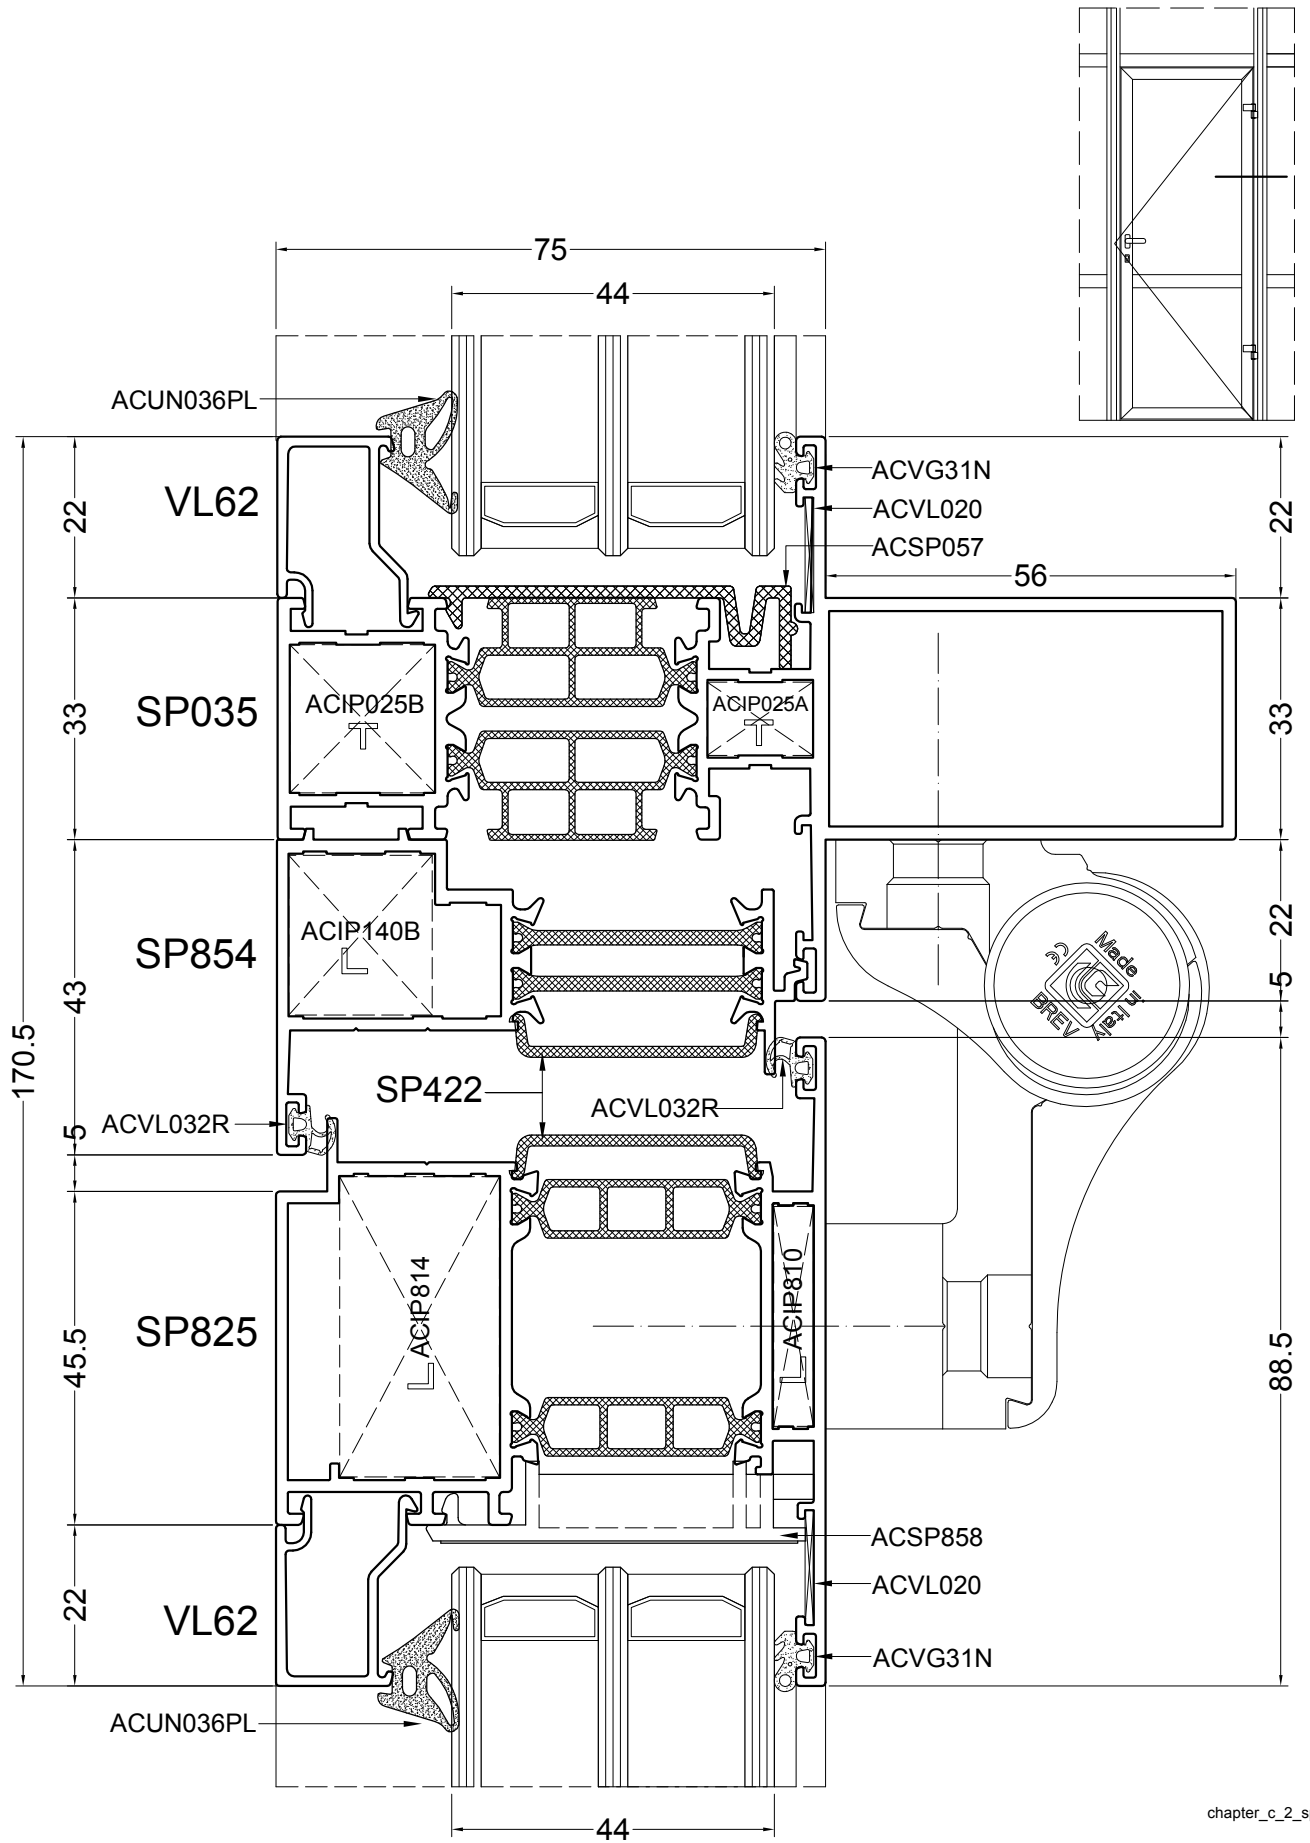 75
44
ACUN036PL
VL62
22
ACVG31N
ACVL020
ACSP057
22
56
SP035
33
ACIP025B
ACIP025A
33
SP854
43
ACIP140B
22
5
Made in Italy
BREV
CE
170.5
SP422
ACVL032R
ACVL032R
5
SP825
45.5
ACIP814
ACIP810
88.5
ACSP858
ACVL020
VL62
22
ACVG31N
ACUN036PL
44
chapter_c_2_s